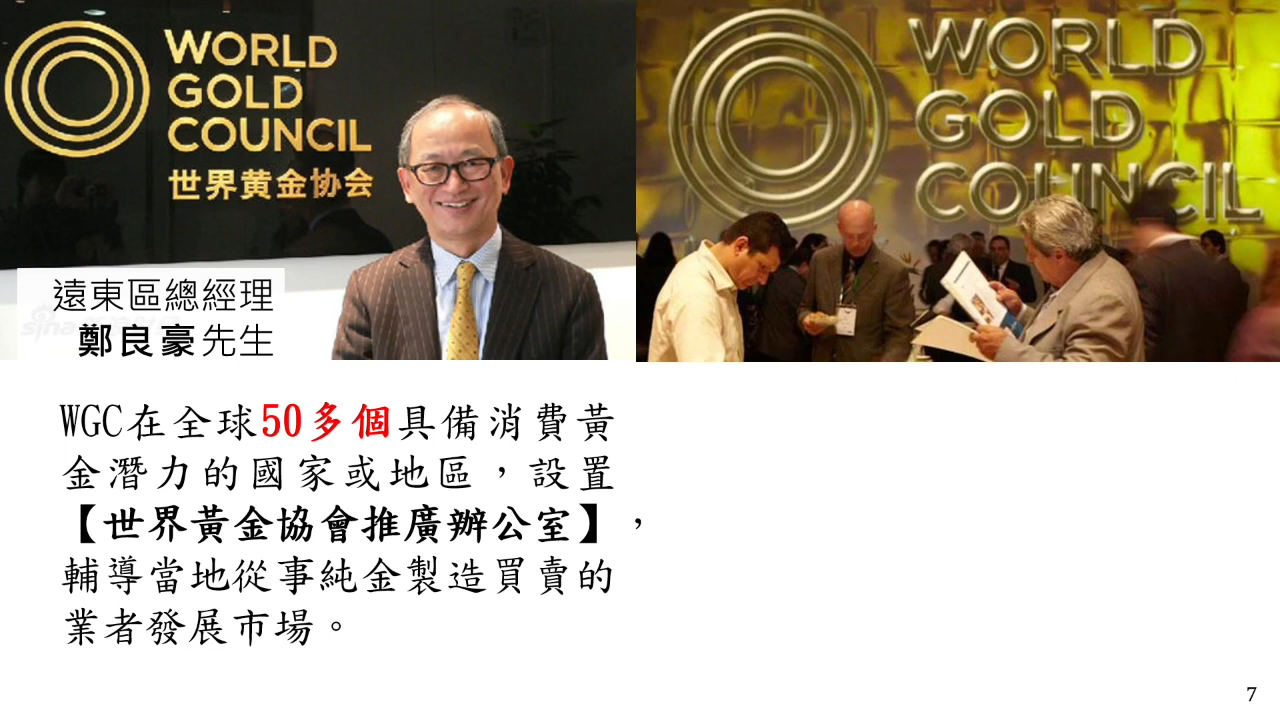 WORLD
GOLD
COUNCIL
世界黄金协会
遠東區總經理
鄭良豪先生
sina
WORLD
GOLD
COUNCIL
WGC在全球50多個具備消費黃
金潛力的國家或地區，設置
【世界黃金協會推廣辦公室】，
輔導當地從事純金製造買賣的
業者發展市場。
7